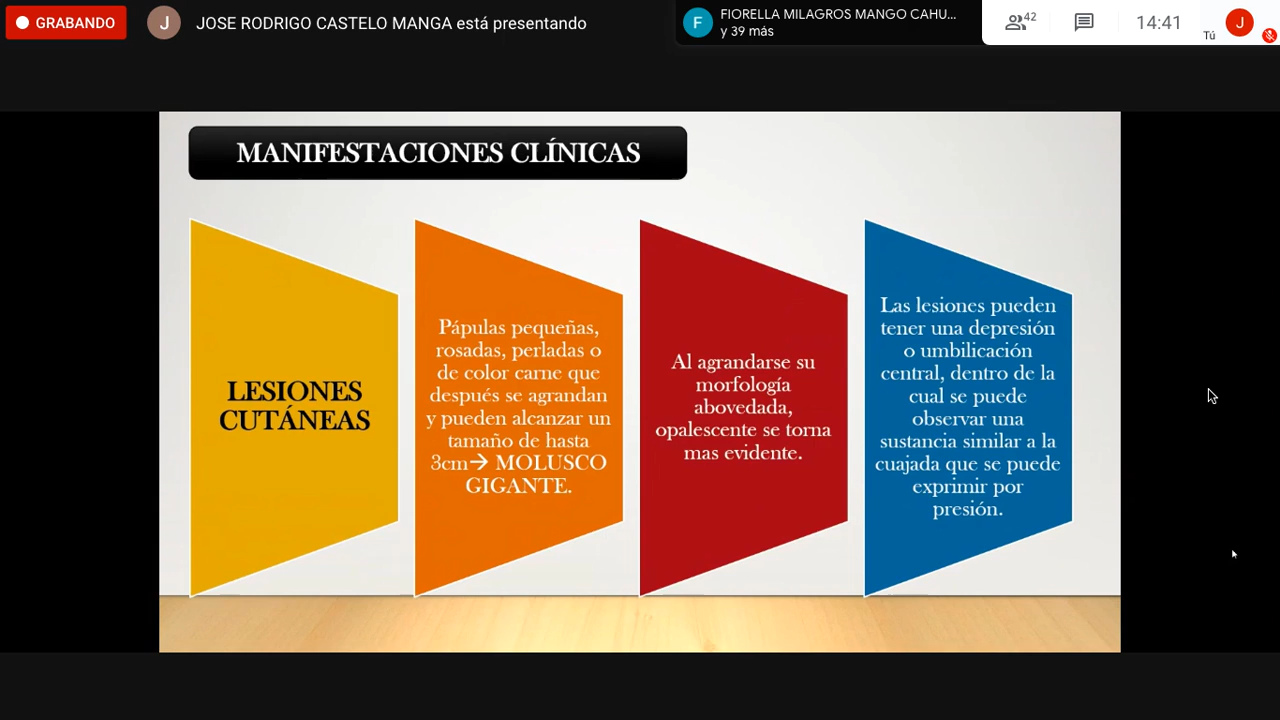 GRABANDO
J
JOSE RODRIGO CASTELO MANGA está presentando
F
FIORELLA MILAGROS MANGO CAHU...
y 39 más
42
14:41
Tú
J
MANIFESTACIONES CLÍNICAS
LESIONES
CUTÁNEAS
Pápulas pequeñas,
rosadas, perladas o
de color carne que
después se agrandan
y pueden alcanzar un
tamaño de hasta
3cm→ MOLUSCO
GIGANTE.
Al agrandarse su
morfología
abovedada,
opalescente se torna
mas evidente.
Las lesiones pueden
tener una depresión
o umbilicación
central, dentro de la
cual se puede
observar una
sustancia similar a la
cuajada que se puede
exprimir por
presión.